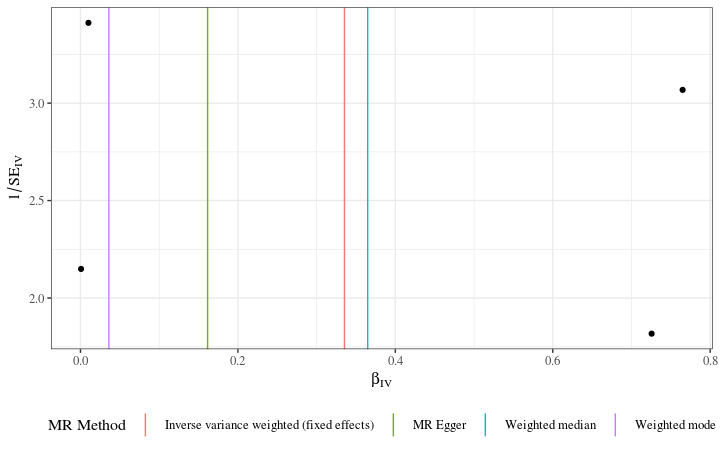 3.0
2.5
2.0
1/SE_IV
0.0 0.2 0.4 0.6 0.8
β_IV
MR Method Inverse variance weighted (fixed effects) MR Egger Weighted median Weighted mode